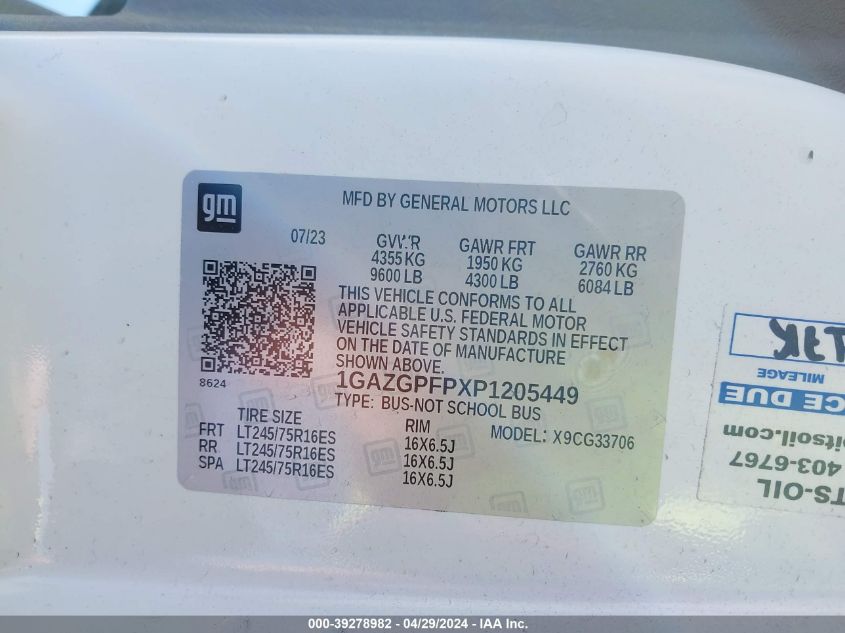 gm
MFD BY GENERAL MOTORS LLC
07/23
GVWR
4355 KG
9600 LB
GAWR FRT
1950 KG
4300 LB
GAWR RR
2760 KG
6084 LB
THIS VEHICLE CONFORMS TO ALL
APPLICABLE U.S. FEDERAL MOTOR
VEHICLE SAFETY STANDARDS IN EFFECT
ON THE DATE OF MANUFACTURE
SHOWN ABOVE.
8624
1GAZGPFPXP1205449
TYPE: BUS-NOT SCHOOL BUS
MODEL: X9CG33706
TIRE SIZE
RIM
FRT LT245/75R16ES 16X6.5J
RR LT245/75R16ES 16X6.5J
SPA LT245/75R16ES 16X6.5J
TS-OIL
403-6767
itsoil.com
CE DUE
MILEAGE
000-39278982 - 04/29/2024 - IAA Inc.